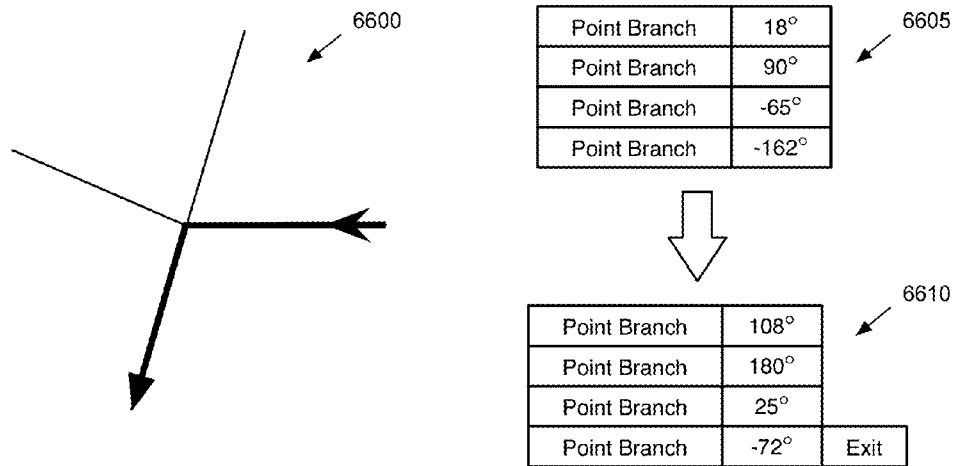 6600
Point Branch 18°
6605
Point Branch 90°
Point Branch -65°
Point Branch -162°
6610
Point Branch 108°
Point Branch 180°
Point Branch 25°
Point Branch -72° Exit